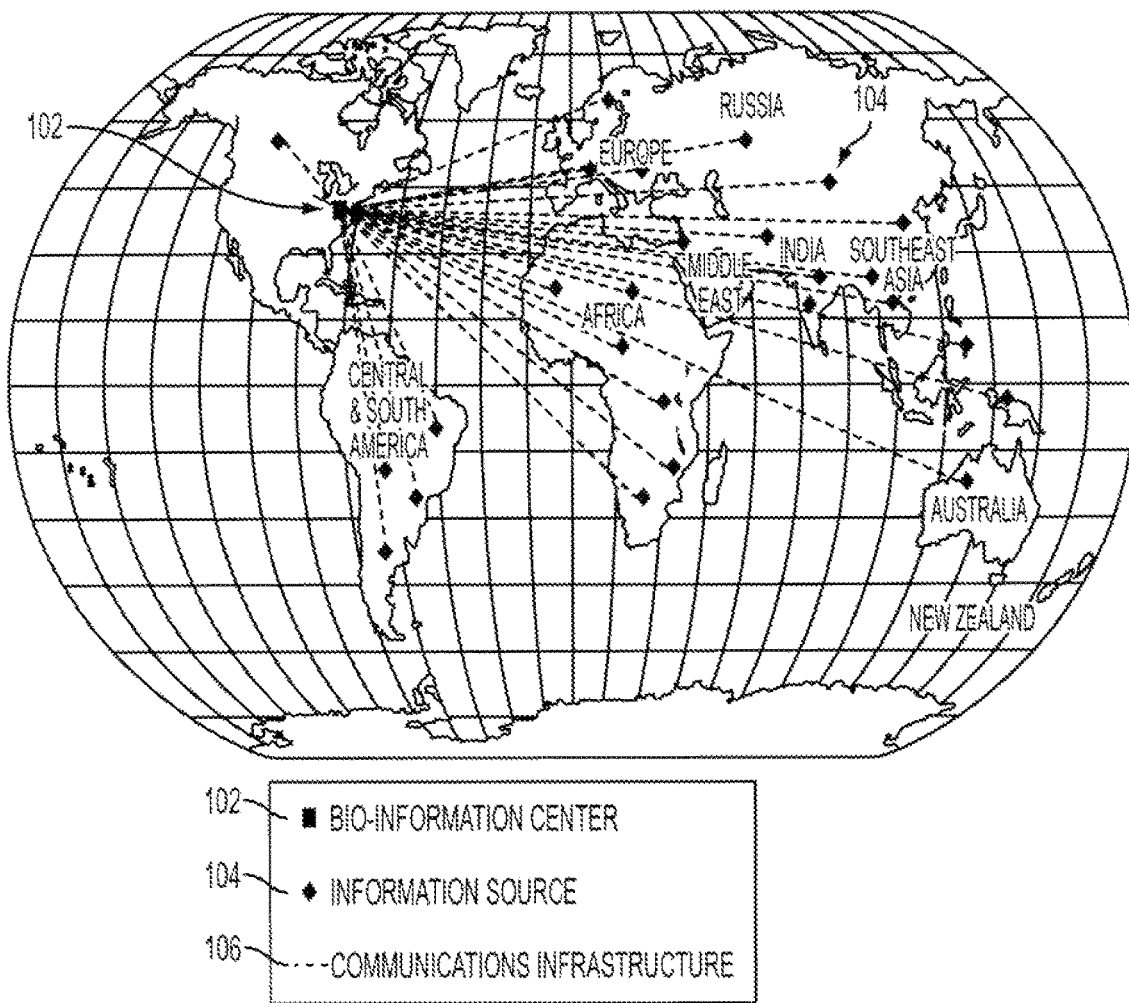 RUSSIA
104
102
EUROPE
INDIA
SOUTHEAST
ASIA
MIDDLE
EAST
AFRICA
CENTRAL
& SOUTH
AMERICA
AUSTRALIA
NEW ZEALAND
102
BIO-INFORMATION CENTER
104
INFORMATION SOURCE
106
COMMUNICATIONS INFRASTRUCTURE